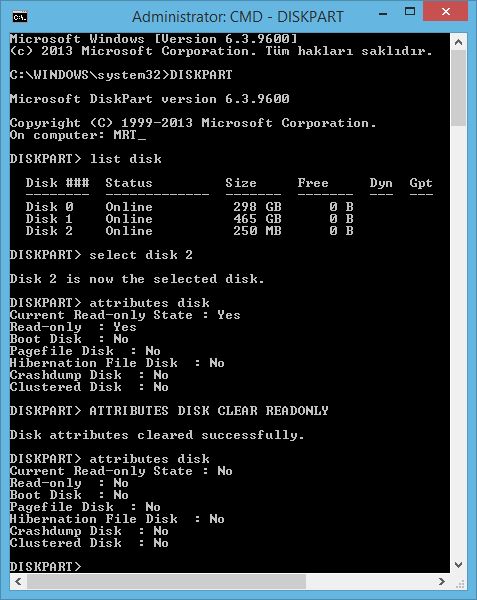 Administrator: CMD - DISKPART
Microsoft Windows [Version 6.3.9600]
(c) 2013 Microsoft Corporation. Tüm hakları saklıdır.
C:\WINDOWS\system32>DISKPART
Microsoft DiskPart version 6.3.9600
Copyright (C) 1999-2013 Microsoft Corporation.
On computer: MRT_
DISKPART> list disk
Disk ###  Status         Size     Free     Dyn  Gpt
--------  -------------  -------  -------  ---  ---
Disk 0    Online          298 GB      0 B
Disk 1    Online          465 GB      0 B
Disk 2    Online          250 MB      0 B
DISKPART> select disk 2
Disk 2 is now the selected disk.
DISKPART> attributes disk
Current Read-only State : Yes
Read-only  : Yes
Boot Disk  : No
Pagefile Disk  : No
Hibernation File Disk  : No
Crashdump Disk  : No
Clustered Disk  : No
DISKPART> ATTRIBUTES DISK CLEAR READONLY
Disk attributes cleared successfully.
DISKPART> attributes disk
Current Read-only State : No
Read-only  : No
Boot Disk  : No
Pagefile Disk  : No
Hibernation File Disk  : No
Crashdump Disk  : No
Clustered Disk  : No
DISKPART>